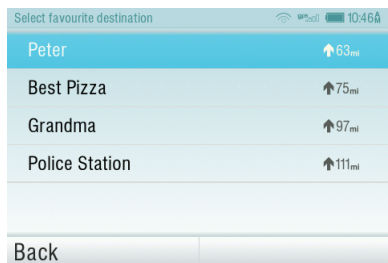 Select favourite destination 10:46
Peter 63mi
Best Pizza 75mi
Grandma 97mi
Police Station 111mi
Back